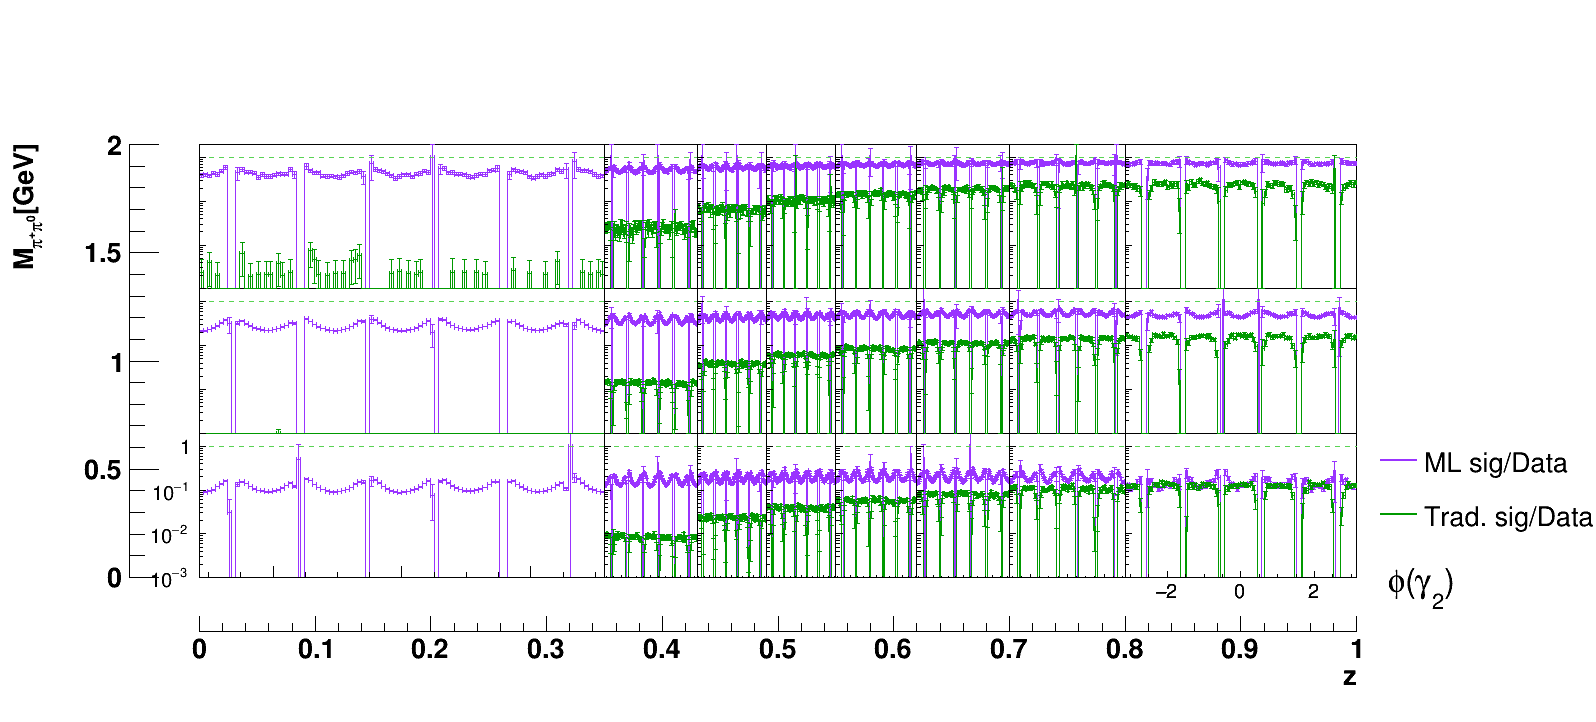 M_{π⁺π⁰}[GeV]
2
1.5
1
0.5
0
1
10⁻¹
10⁻²
10⁻³
ML sig/Data
Trad. sig/Data
−2 0 2
ϕ(γ₂)
0 0.1 0.2 0.3 0.4 0.5 0.6 0.7 0.8 0.9 1
z